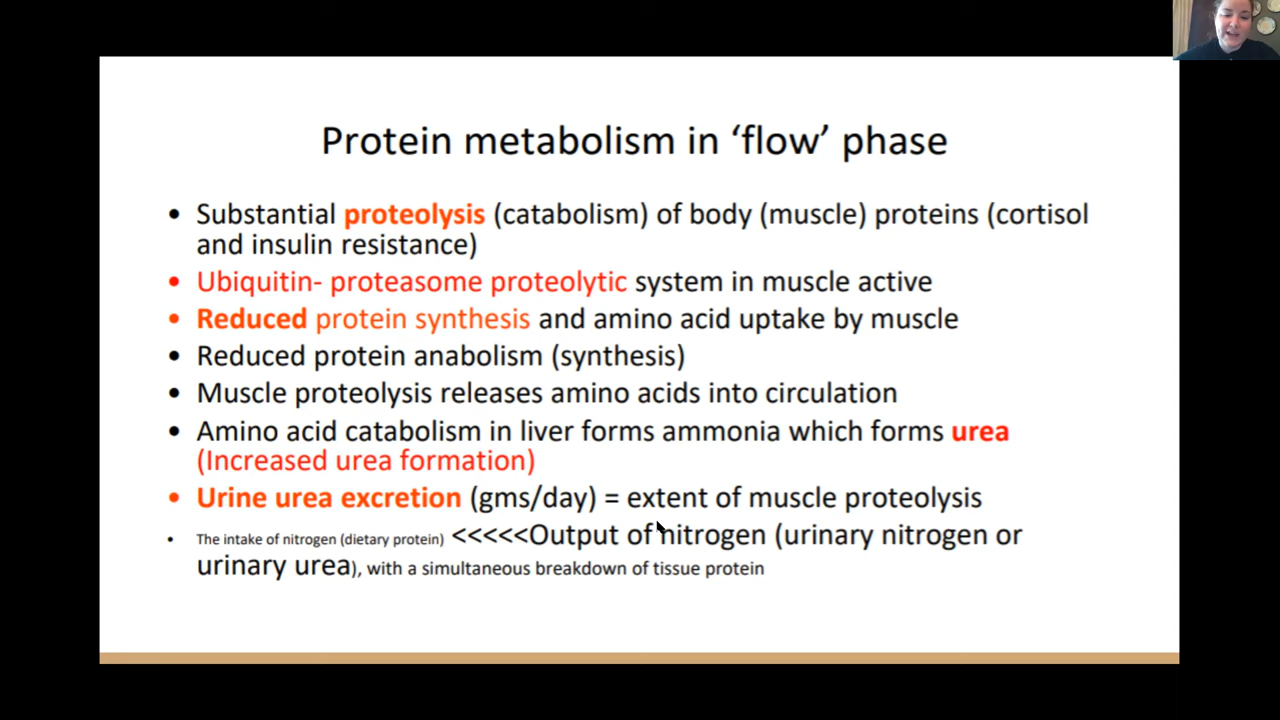 Protein metabolism in ‘flow’ phase
• Substantial proteolysis (catabolism) of body (muscle) proteins (cortisol
and insulin resistance)
• Ubiquitin- proteasome proteolytic system in muscle active
• Reduced protein synthesis and amino acid uptake by muscle
• Reduced protein anabolism (synthesis)
• Muscle proteolysis releases amino acids into circulation
• Amino acid catabolism in liver forms ammonia which forms urea
(Increased urea formation)
• Urine urea excretion (gms/day) = extent of muscle proteolysis
• The intake of nitrogen (dietary protein) <<<<<Output of nitrogen (urinary nitrogen or
urinary urea), with a simultaneous breakdown of tissue protein